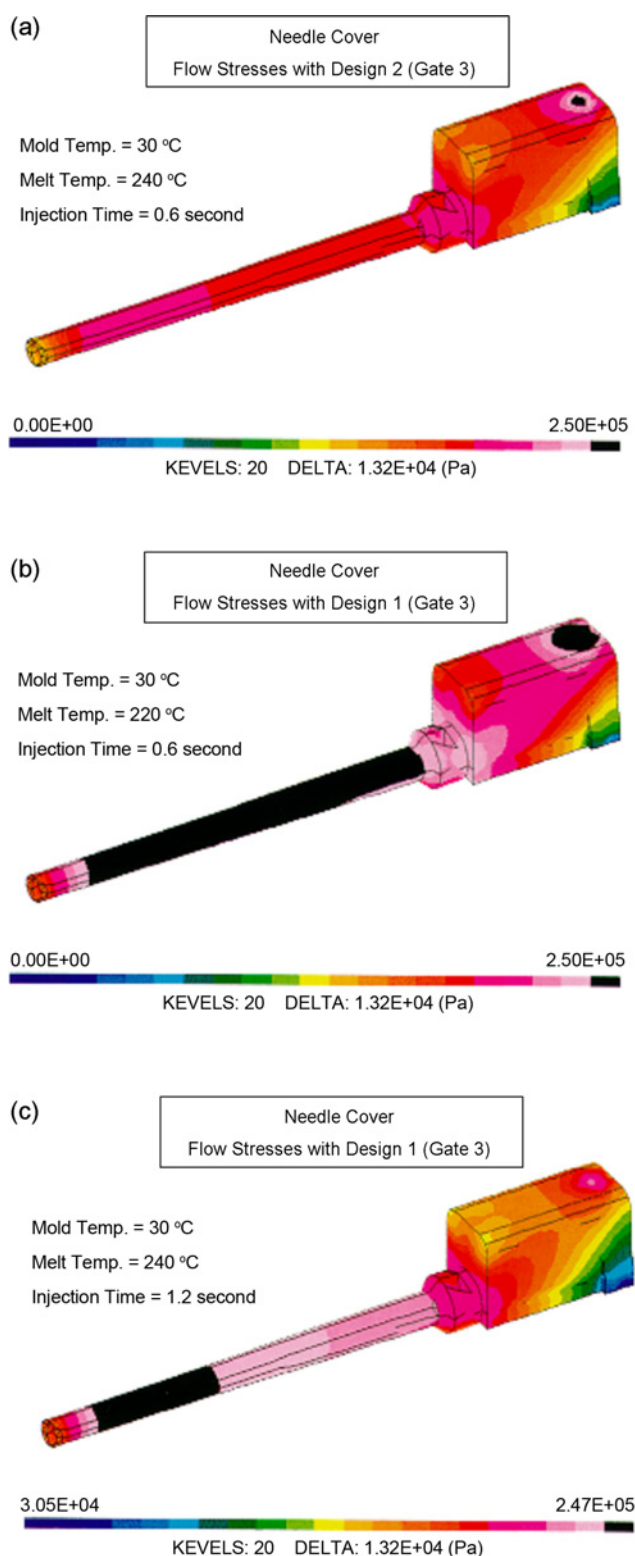 (a)
Needle Cover
Flow Stresses with Design 2 (Gate 3)
Mold Temp. = 30 °C
Melt Temp. = 240 °C
Injection Time = 0.6 second
0.00E+00 2.50E+05
KEVELS: 20 DELTA: 1.32E+04 (Pa)
(b)
Needle Cover
Flow Stresses with Design 1 (Gate 3)
Mold Temp. = 30 °C
Melt Temp. = 220 °C
Injection Time = 0.6 second
0.00E+00 2.50E+05
KEVELS: 20 DELTA: 1.32E+04 (Pa)
(c)
Needle Cover
Flow Stresses with Design 1 (Gate 3)
Mold Temp. = 30 °C
Melt Temp. = 240 °C
Injection Time = 1.2 second
3.05E+04 2.47E+05
KEVELS: 20 DELTA: 1.32E+04 (Pa)